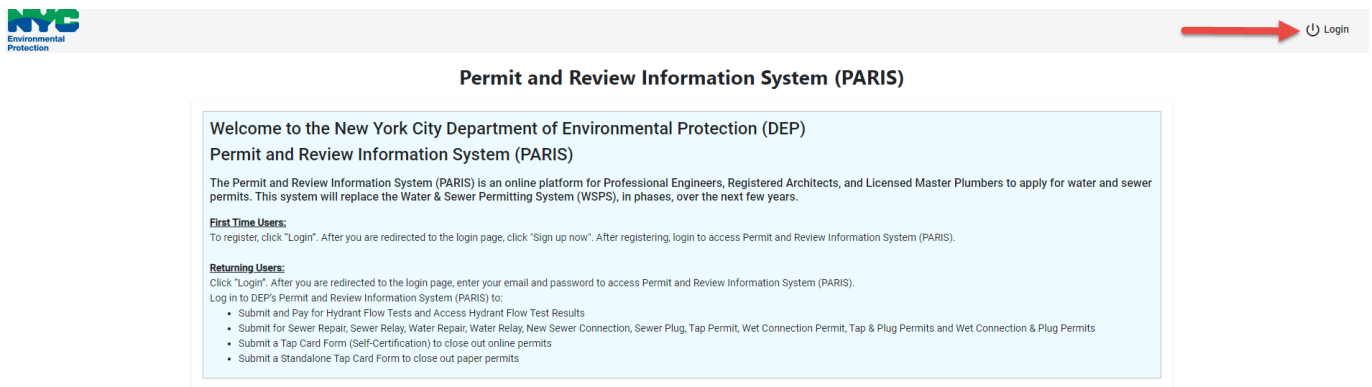 NYC
Environmental
Protection
Login
Permit and Review Information System (PARIS)
Welcome to the New York City Department of Environmental Protection (DEP)
Permit and Review Information System (PARIS)
The Permit and Review Information System (PARIS) is an online platform for Professional Engineers, Registered Architects, and Licensed Master Plumbers to apply for water and sewer
permits. This system will replace the Water & Sewer Permitting System (WSPS), in phases, over the next few years.
First Time Users:
To register, click "Login". After you are redirected to the login page, click "Sign up now". After registering, login to access Permit and Review Information System (PARIS).
Returning Users:
Click "Login". After you are redirected to the login page, enter your email and password to access Permit and Review Information System (PARIS).
Log in to DEP's Permit and Review Information System (PARIS) to:
• Submit and Pay for Hydrant Flow Tests and Access Hydrant Flow Test Results
• Submit for Sewer Repair, Sewer Relay, Water Repair, Water Relay, New Sewer Connection, Sewer Plug, Tap Permit, Wet Connection Permit, Tap & Plug Permits and Wet Connection & Plug Permits
• Submit a Tap Card Form (Self-Certification) to close out online permits
• Submit a Standalone Tap Card Form to close out paper permits